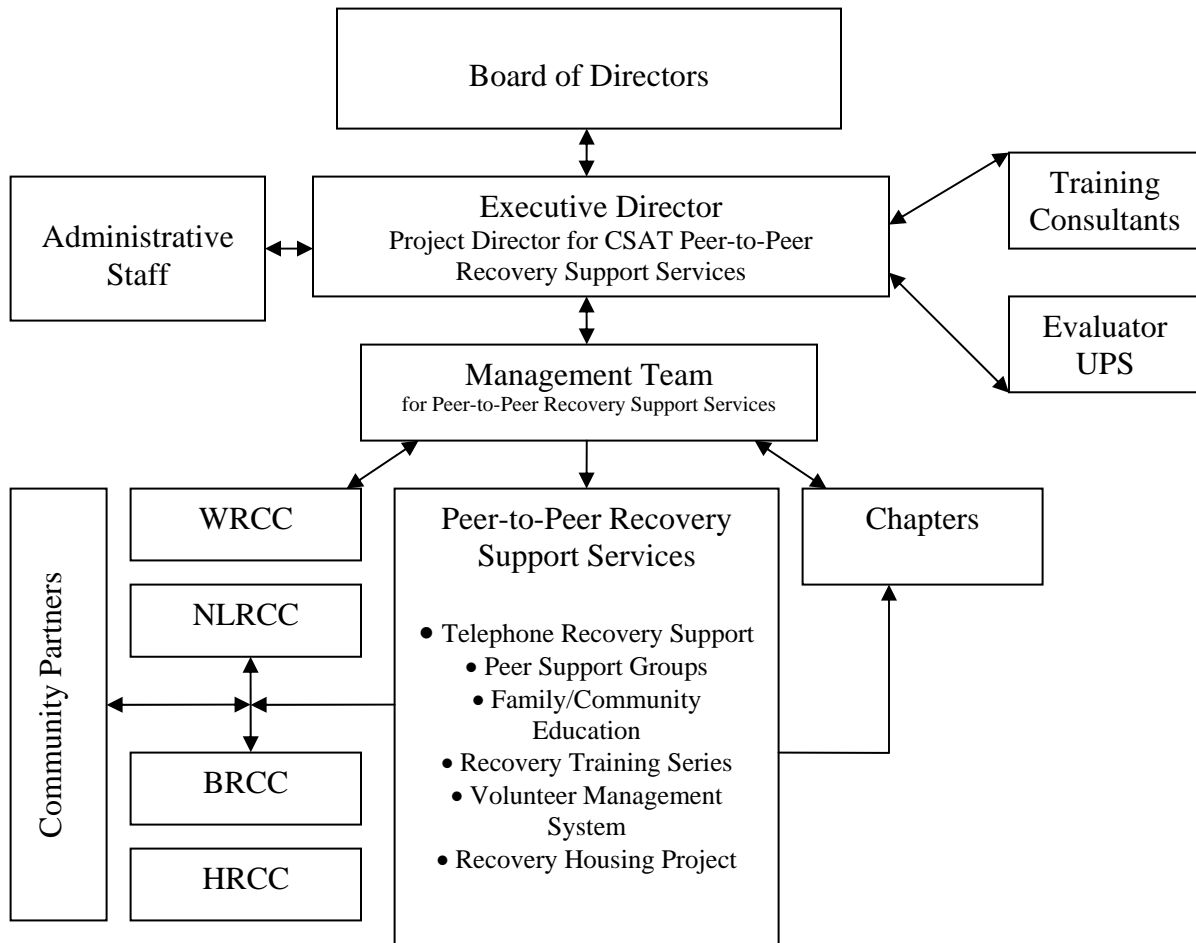 Board of Directors
Administrative
Staff
Executive Director
Project Director for CSAT Peer-to-Peer
Recovery Support Services
Training
Consultants
Evaluator
UPS
Management Team
for Peer-to-Peer Recovery Support Services
Community Partners
WRCC
NLRCC
BRCC
HRCC
Peer-to-Peer Recovery
Support Services
• Telephone Recovery Support
• Peer Support Groups
• Family/Community
Education
• Recovery Training Series
• Volunteer Management
System
• Recovery Housing Project
Chapters